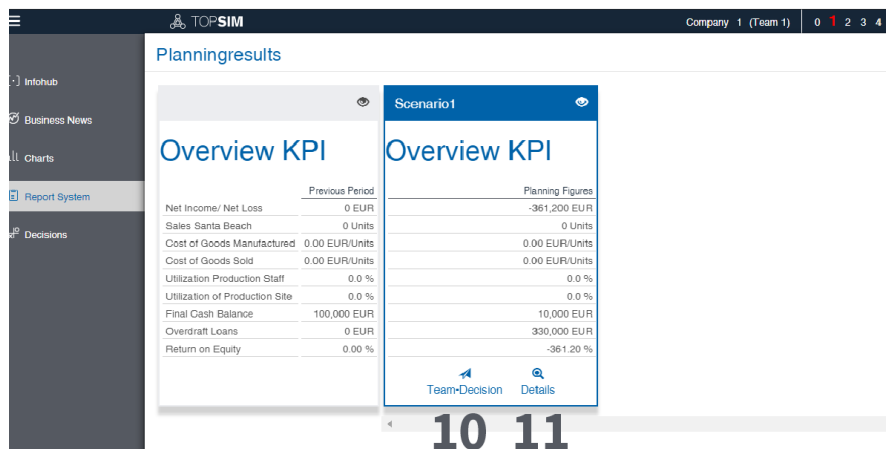 TOPSIM
Company 1 (Team 1) 0 1 2 3 4
Planningresults
Infohub
Business News
Charts
Report System
Decisions
Overview KPI
Previous Period
Net Income/ Net Loss 0 EUR
Sales Santa Beach 0 Units
Cost of Goods Manufactured 0.00 EUR/Units
Cost of Goods Sold 0.00 EUR/Units
Utilization Production Staff 0.0 %
Utilization of Production Site 0.0 %
Final Cash Balance 100,000 EUR
Overdraft Loans 0 EUR
Return on Equity 0.00 %
Scenario1
Overview KPI
Planning Figures
-361,200 EUR
0 Units
0.00 EUR/Units
0.00 EUR/Units
0.0 %
0.0 %
10,000 EUR
330,000 EUR
-361.20 %
Team•Decision Details
10 11